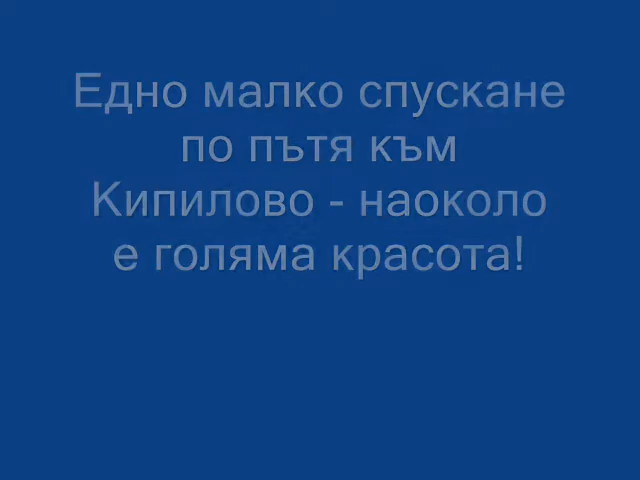 Едно малко спускане
по пътя към
Кипилово - наоколо
е голяма красота!